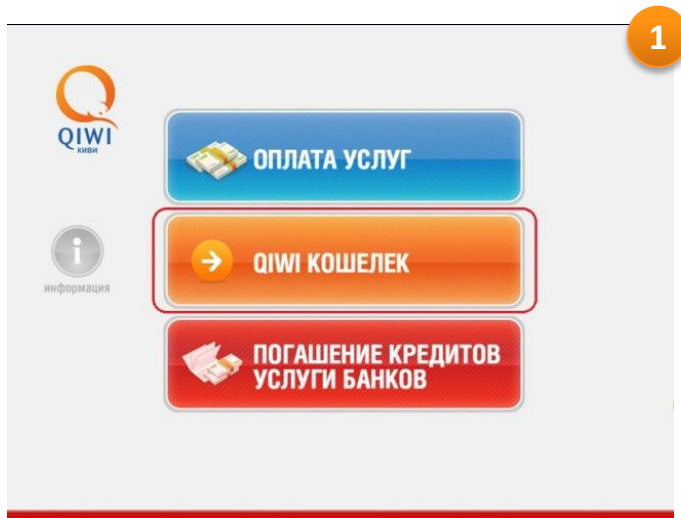 1
QIWI
КИВИ
ОПЛАТА УСЛУГ
i
информация
QIWI КОШЕЛЕК
ПОГАШЕНИЕ КРЕДИТОВ
УСЛУГИ БАНКОВ